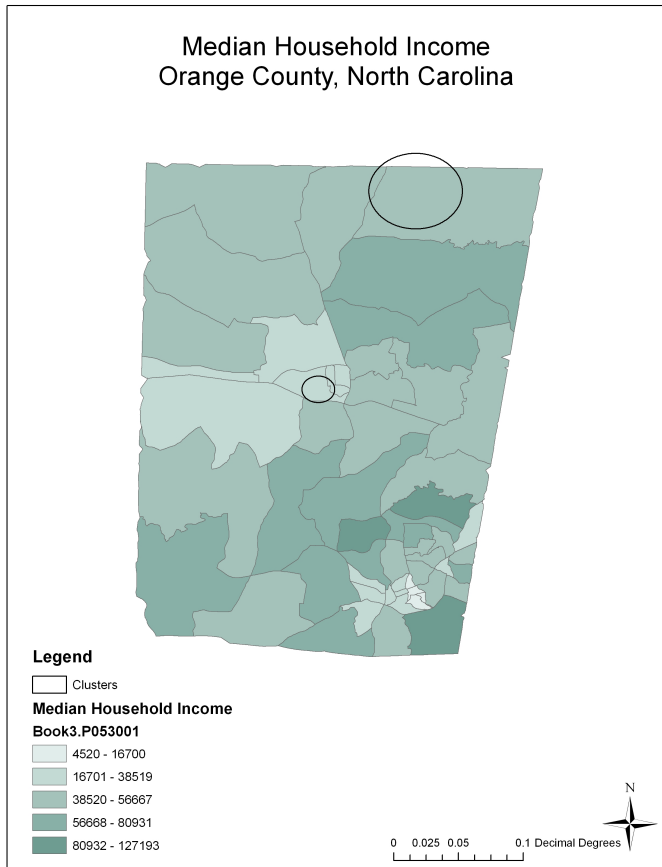 Median Household Income
Orange County, North Carolina
Legend
Clusters
Median Household Income
Book3.P053001
4520 - 16700
16701 - 38519
38520 - 56667
56668 - 80931
80932 - 127193
N
0 0.025 0.05 0.1 Decimal Degrees